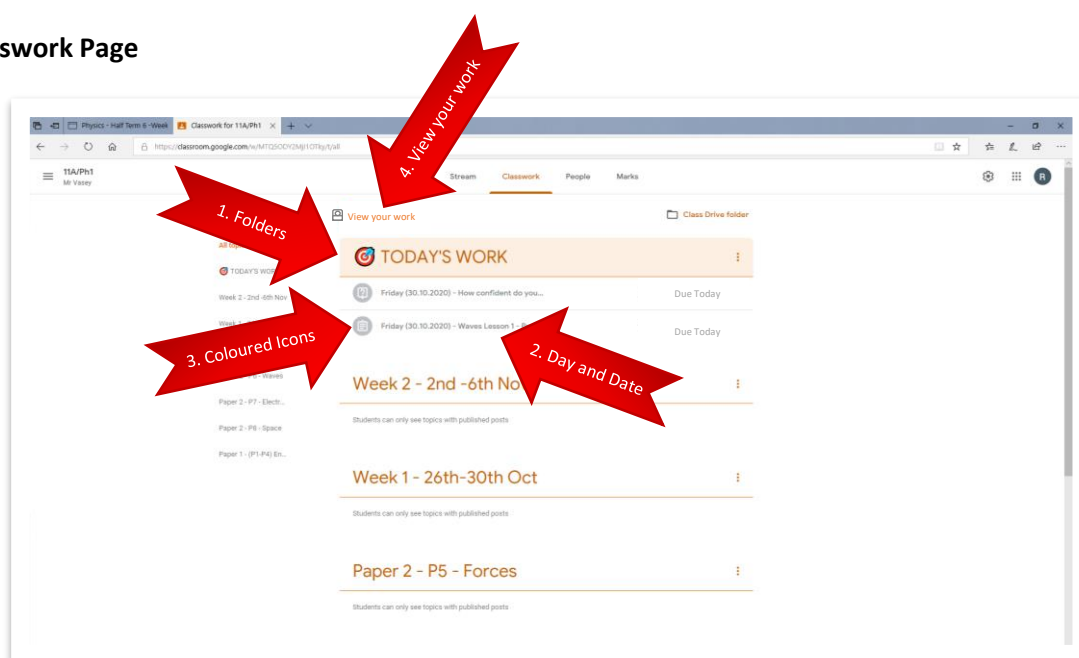 swork Page
4. View your work
Physics - Half Term 6 -Week
Classwork for 11A/Ph1
https://classroom.google.com/w/
11A/Ph1
Mr Vasey
Stream
Classwork
People
Marks
R
1. Folders
View your work
Class Drive folder
TODAY'S WORK
TODAY'S WOR
Friday (30.10.2020) - How confident do you...
Due Today
Week 2 - 2nd -6th Nov
Friday (30.10.2020) - Waves Lesson 1 -
Due Today
3. Coloured Icons
2. Day and Date
Waves
Week 2 - 2nd -6th No
Paper 2 - P7 - Electr...
Students can only see topics with published posts
Paper 2 - P8 - Space
Paper 1 - (P1-P4) En...
Week 1 - 26th-30th Oct
Students can only see topics with published posts
Paper 2 - P5 - Forces
Students can only see topics with published posts